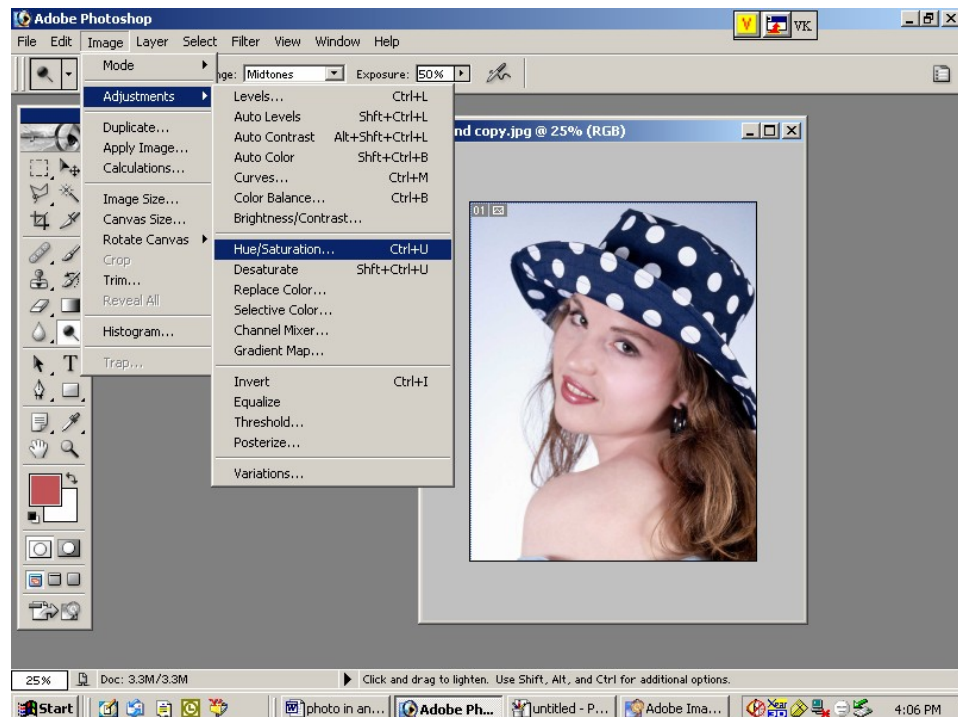 Adobe Photoshop
V VK
File Edit Image Layer Select Filter View Window Help
Mode
nge: Midtones Exposure: 50%
Adjustments
Duplicate...
Apply Image...
Calculations...
Image Size...
Canvas Size...
Rotate Canvas
Crop
Trim...
Reveal All
Histogram...
Trap...
Levels... Ctrl+L
Auto Levels Shft+Ctrl+L
Auto Contrast Alt+Shft+Ctrl+L
Auto Color Shft+Ctrl+B
Curves... Ctrl+M
Color Balance... Ctrl+B
Brightness/Contrast...
Hue/Saturation... Ctrl+U
Desaturate Shft+Ctrl+U
Replace Color...
Selective Color...
Channel Mixer...
Gradient Map...
Invert Ctrl+I
Equalize
Threshold...
Posterize...
Variations...
nd copy.jpg @ 25% (RGB)
01
T
25% Doc: 3.3M/3.3M Click and drag to lighten. Use Shift, Alt, and Ctrl for additional options.
Start photo in an... Adobe Ph... untitled - P... Adobe Ima... 4:06 PM